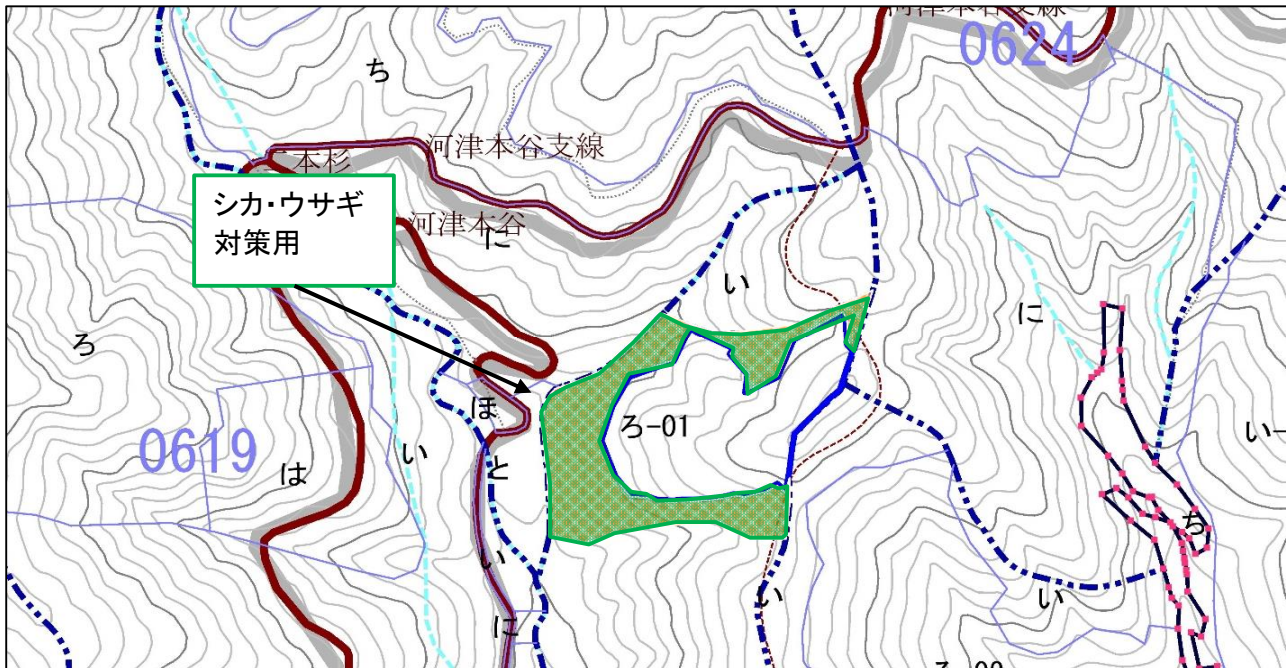 河津本谷支線
0624
ち
河津本谷支線
二本杉
シカ・ウサギ
対策用
河津本谷
に
い
に
ろ
ほ
ろ-01
い-
0619
い
と
は
ち
い
い
い
に